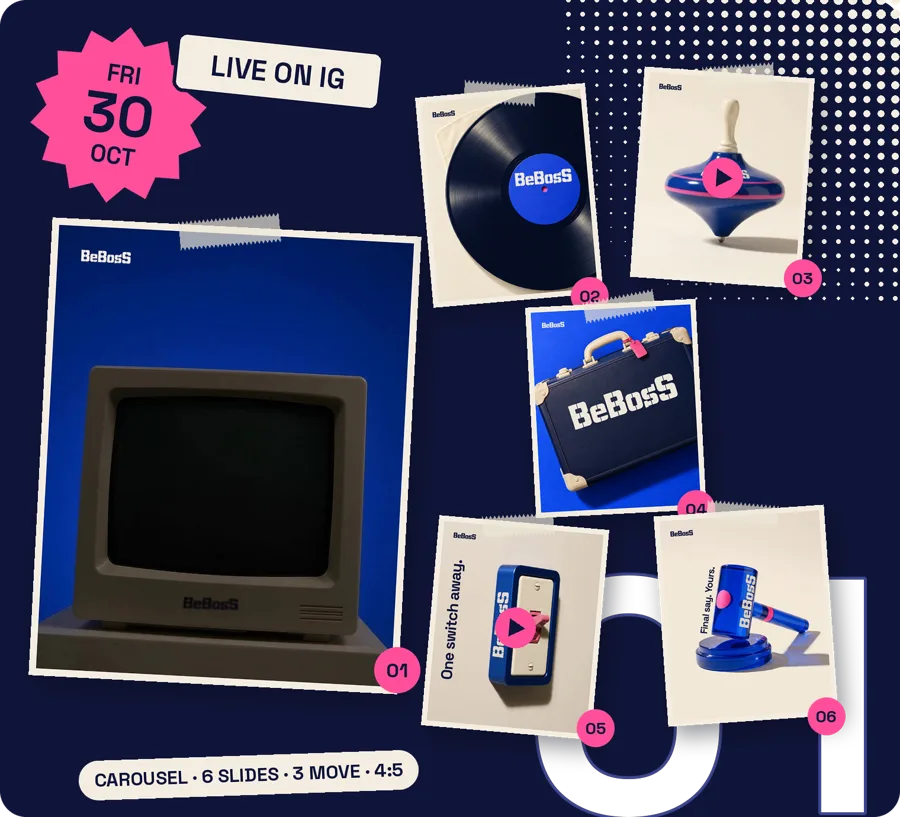 FRI
30
OCT
LIVE ON IG
BeBosS
BeBosS
01
BeBosS
BeBosS
02
BeBosS
03
BeBosS
BeBosS
04
BeBosS
One switch away.
05
BeBosS
Final say. Yours.
BeBosS
06
CAROUSEL · 6 SLIDES · 3 MOVE · 4:5
01